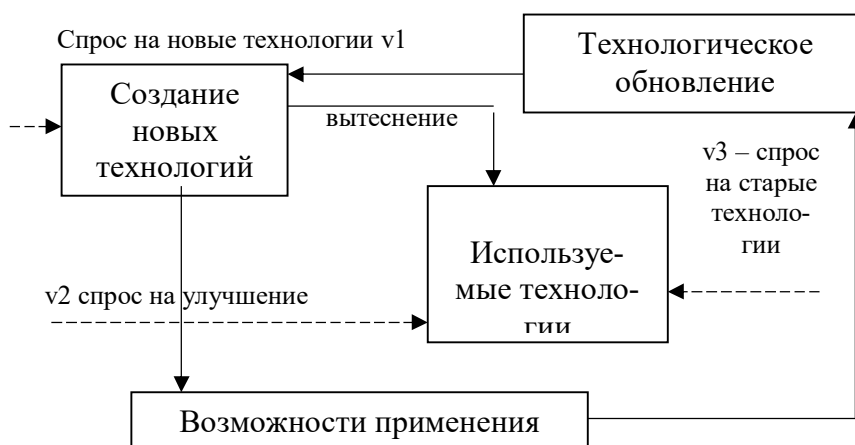 Спрос на новые технологии v1
Технологическое
обновление
Создание
новых
технологий
вытеснение
v3 – спрос
на старые
техноло-
гии
Используе-
мые техноло-
гии
v2 спрос на улучшение
Возможности применения